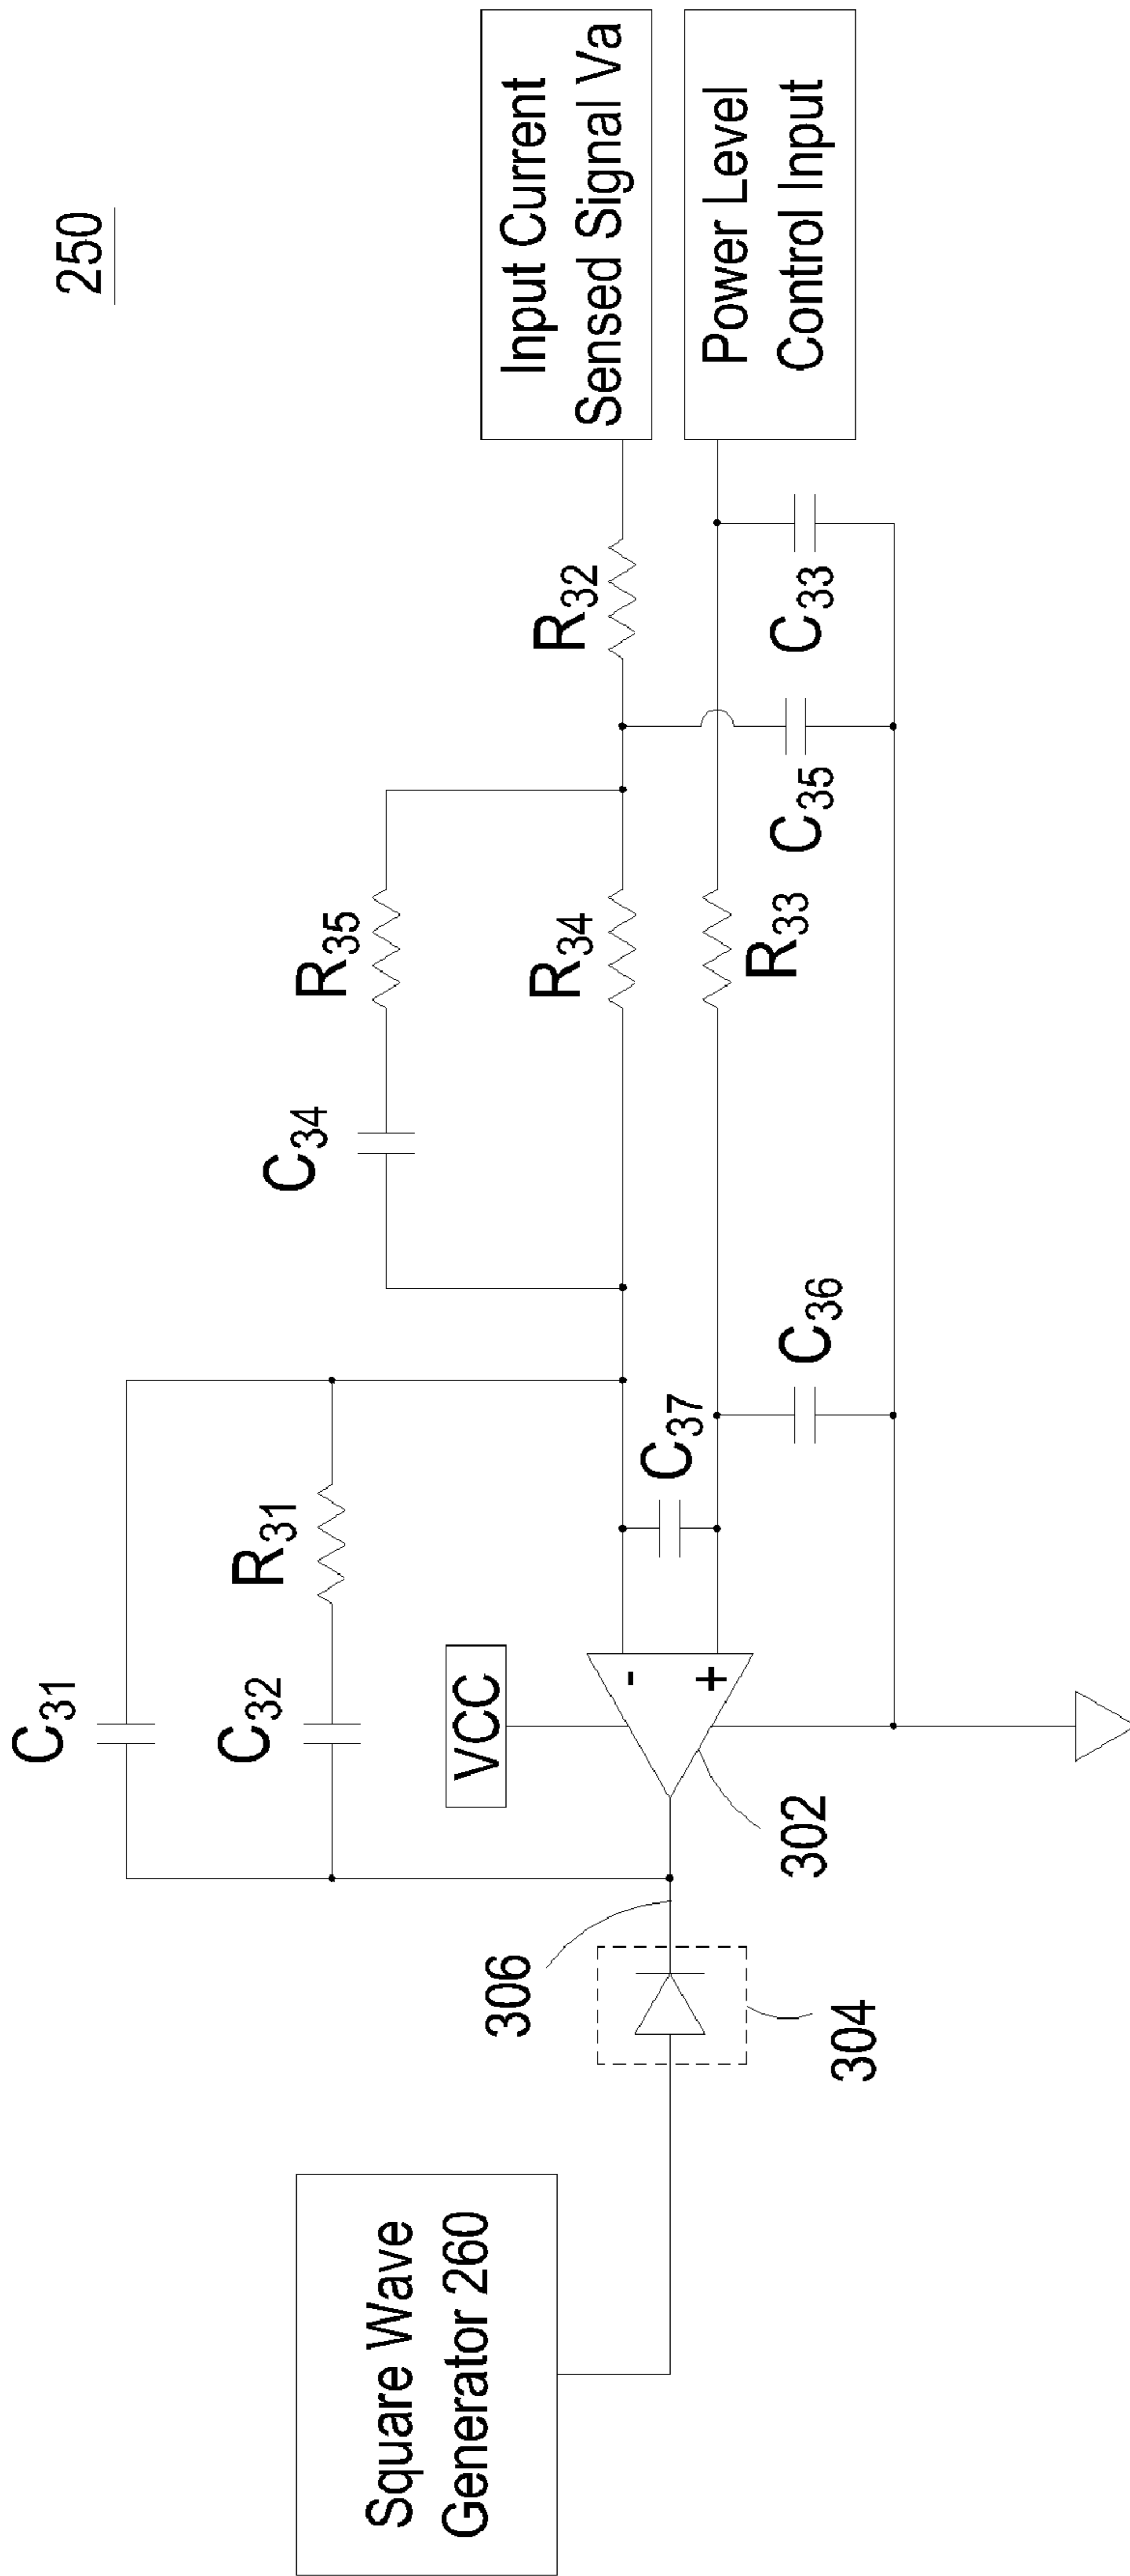 250
C31
C32
R31
C34
R35
R34
R32
Input Current
Sensed Signal Va
Power Level
Control Input
VCC
C37
R33
-
+
C36
C35
C33
302
306
304
Square Wave
Generator 260